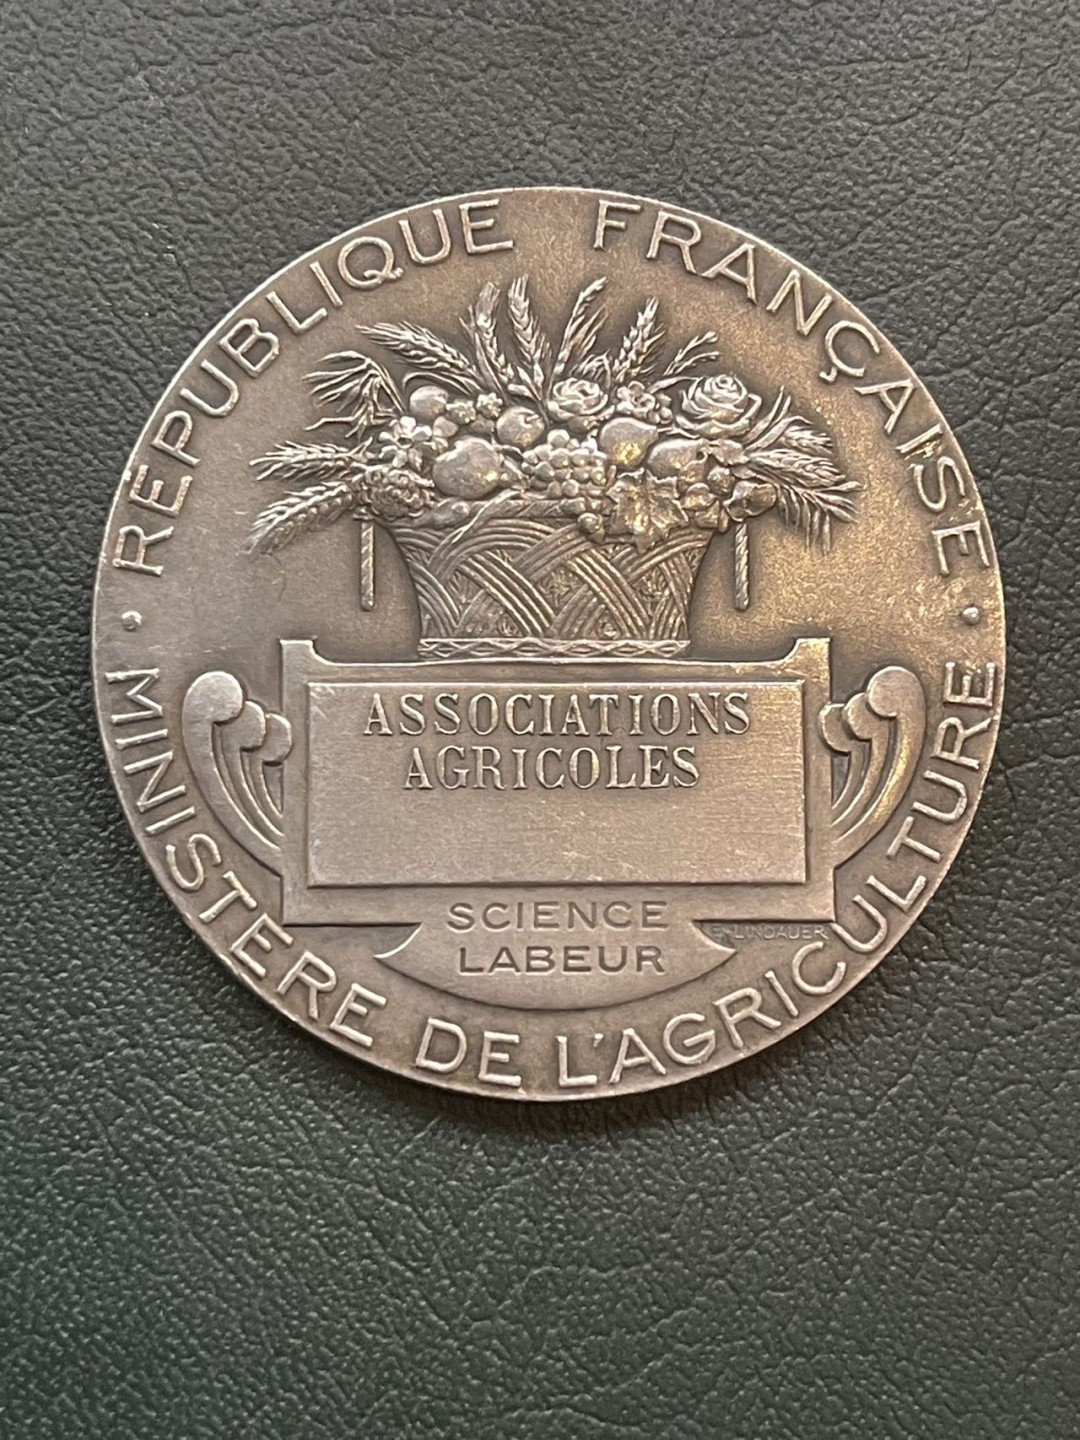 RÉPUBLIQUE FRANÇAISE
ASSOCIATIONS
AGRICOLES
SCIENCE
LABEUR
E. LINDAUER
MINISTERE DE L'AGRICULTURE